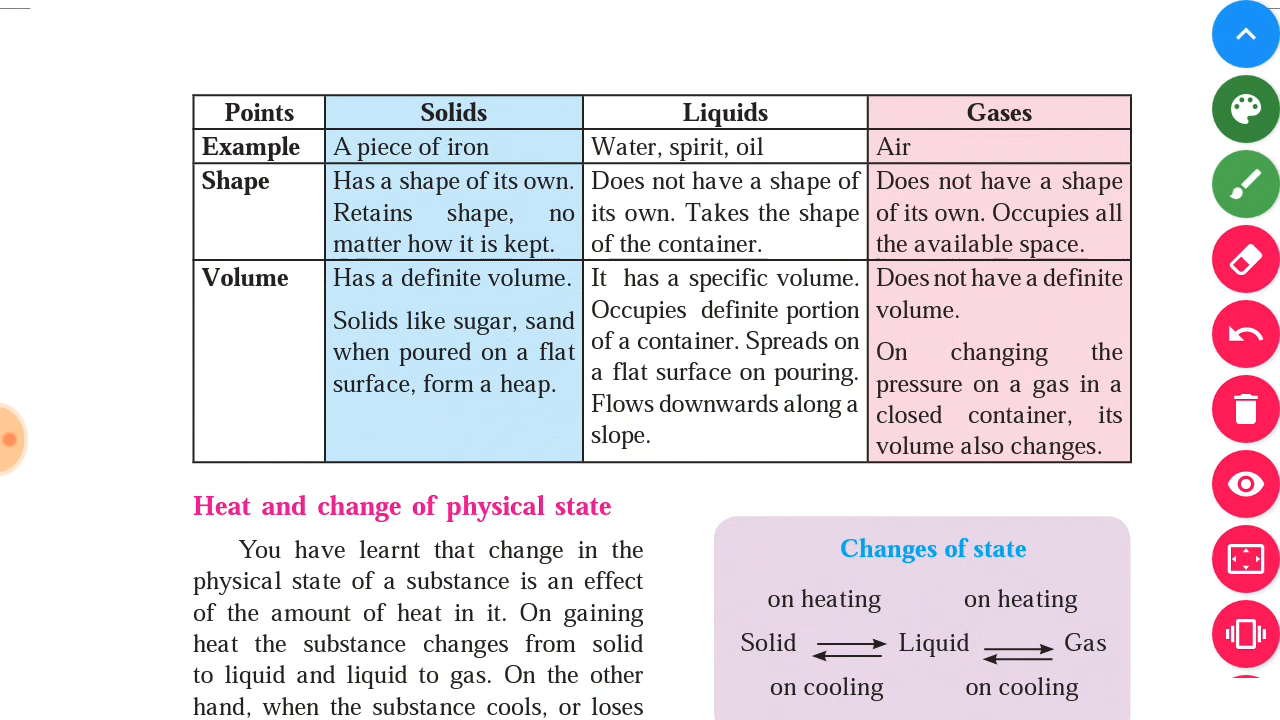 Points Solids Liquids Gases
Example A piece of iron Water, spirit, oil Air
Shape
Has a shape of its own.
Retains shape, no
matter how it is kept.
Does not have a shape of
its own. Takes the shape
of the container.
Does not have a shape
of its own. Occupies all
the available space.
Volume
Has a definite volume.
Solids like sugar, sand
when poured on a flat
surface, form a heap.
It has a specific volume.
Occupies definite portion
of a container. Spreads on
a flat surface on pouring.
Flows downwards along a
slope.
Does not have a definite
volume.
On changing the
pressure on a gas in a
closed container, its
volume also changes.
Heat and change of physical state
You have learnt that change in the
physical state of a substance is an effect
of the amount of heat in it. On gaining
heat the substance changes from solid
to liquid and liquid to gas. On the other
hand, when the substance cools, or loses
Changes of state
on heating on heating
Solid Liquid Gas
on cooling on cooling